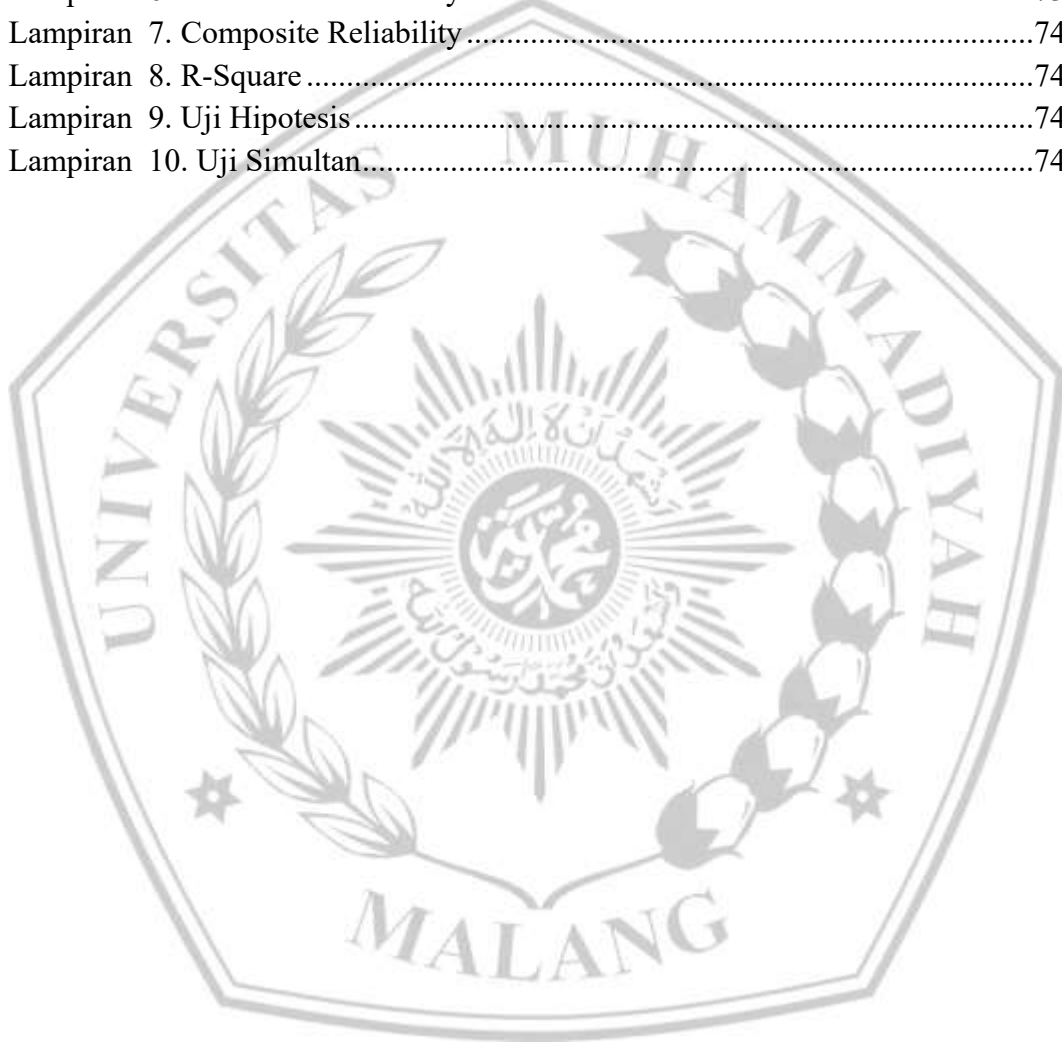 Lampiran 7. Composite Reliability 74
Lampiran 8. R-Square 74
Lampiran 9. Uji Hipotesis 74
Lampiran 10. Uji Simultan 74
UNIVERSITAS MUHAMMADIYAH
MALANG